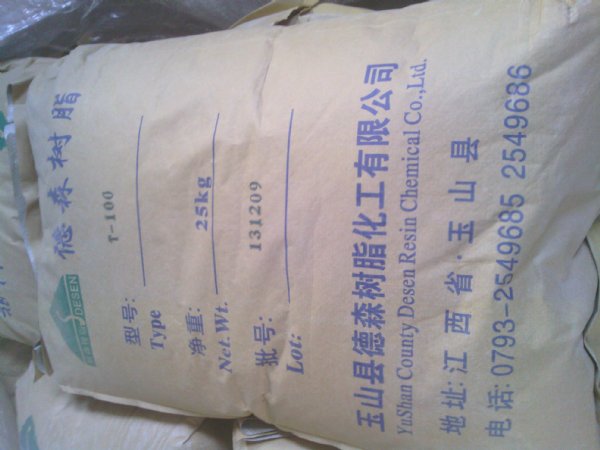 DESEN
德森树脂
型号: T-100
Type
净重: 25kg
Net.Wt.
批号: 131209
Lot:
玉山县德森树脂化工有限公司
YuShan County Desen Resin Chemical Co.,Ltd.
地址:江西省·玉山县
电话:0793-2549685 2549686